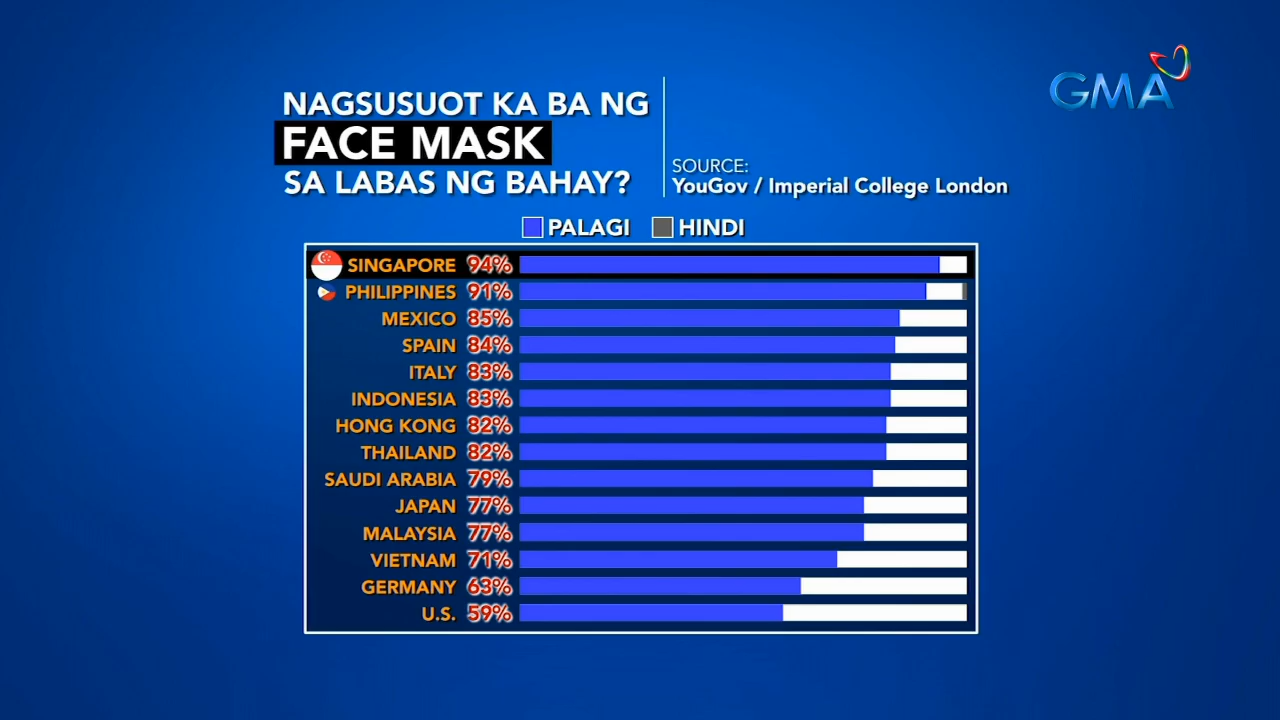 NAGSUSUOT KA BA NG
FACE MASK
SA LABAS NG BAHAY?
SOURCE:
YouGov / Imperial College London
GMA
PALAGI HINDI
SINGAPORE 94%
PHILIPPINES 91%
MEXICO 85%
SPAIN 84%
ITALY 83%
INDONESIA 83%
HONG KONG 82%
THAILAND 82%
SAUDI ARABIA 79%
JAPAN 77%
MALAYSIA 77%
VIETNAM 71%
GERMANY 63%
U.S. 59%